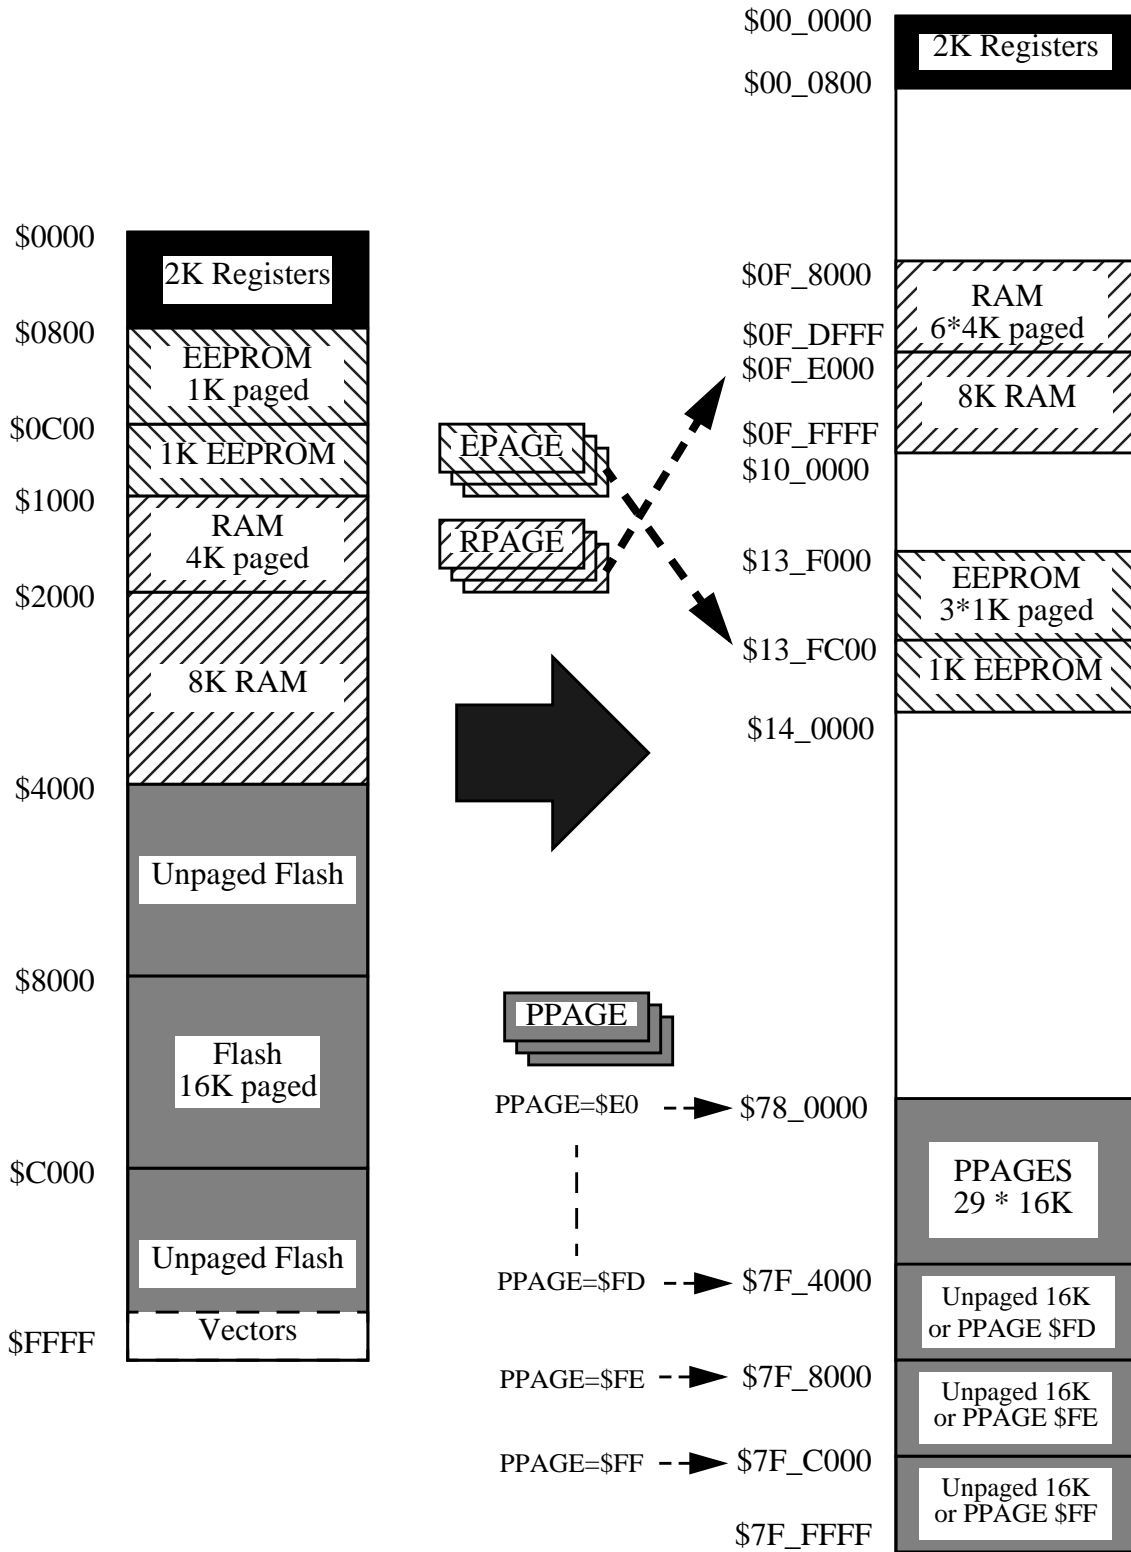 $0000
2K Registers
$0800
EEPROM
1K paged
$0C00
1K EEPROM
$1000
RAM
4K paged
$2000
8K RAM
$4000
Unpaged Flash
$8000
Flash
16K paged
$C000
Unpaged Flash
Vectors
$FFFF
EPAGE
RPAGE
PPAGE
PPAGE=$E0
PPAGE=$FD
PPAGE=$FE
PPAGE=$FF
$00_0000
2K Registers
$00_0800
$0F_8000
RAM
6*4K paged
$0F_DFFF
$0F_E000
8K RAM
$0F_FFFF
$10_0000
$13_F000
EEPROM
3*1K paged
$13_FC00
1K EEPROM
$14_0000
$78_0000
PPAGES
29 * 16K
$7F_4000
Unpaged 16K
or PPAGE $FD
$7F_8000
Unpaged 16K
or PPAGE $FE
$7F_C000
Unpaged 16K
or PPAGE $FF
$7F_FFFF